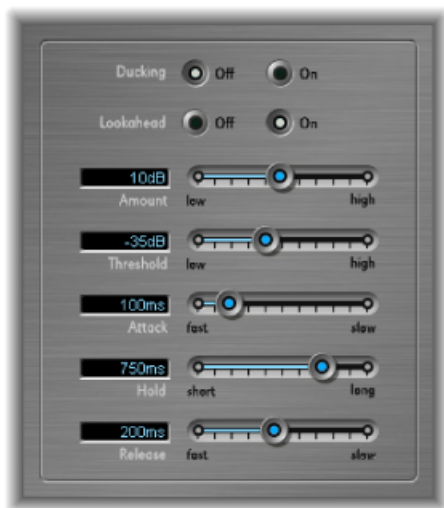 Ducking Off On
Lookahead Off On
10dB
Amount low high
-35dB
Threshold low high
100ms
Attack fast slow
750ms
Hold short long
200ms
Release fast slow